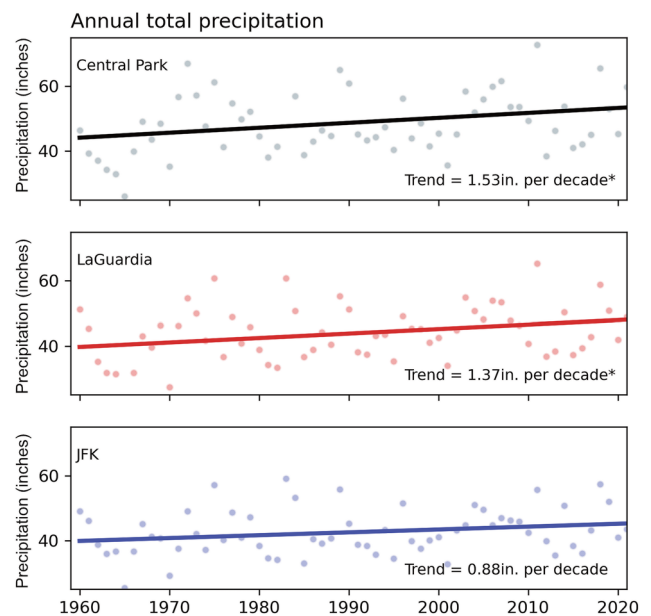 Annual total precipitation
Precipitation (inches)
60
40
Central Park
Trend = 1.53in. per decade*
Precipitation (inches)
60
40
LaGuardia
Trend = 1.37in. per decade*
Precipitation (inches)
60
40
JFK
Trend = 0.88in. per decade
1960 1970 1980 1990 2000 2010 2020